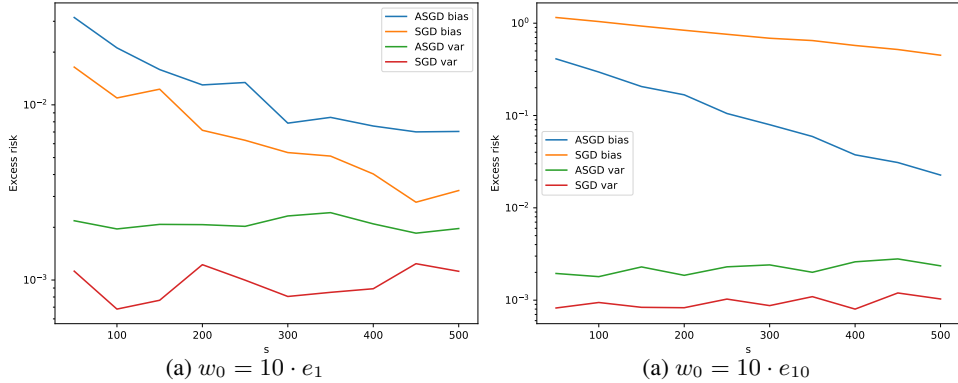 ASGD bias
SGD bias
ASGD var
SGD var
Excess risk
10^{-2}
10^{-3}
100 200 300 400 500
s
(a) w_0 = 10 · e_1
10^0
10^{-1}
10^{-2}
10^{-3}
Excess risk
ASGD bias
SGD bias
ASGD var
SGD var
100 200 300 400 500
s
(a) w_0 = 10 · e_{10}